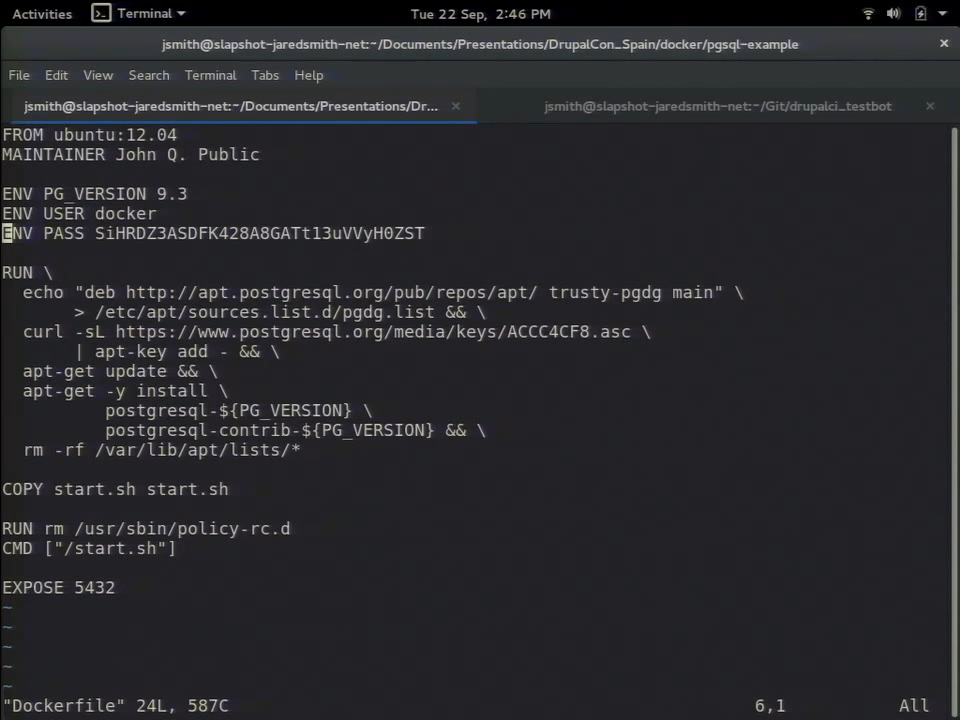 Activities Terminal Tue 22 Sep, 2:46 PM
jsmith@slapshot-jaredsmith-net:~/Documents/Presentations/DrupalCon_Spain/docker/pgsql-example ×
File Edit View Search Terminal Tabs Help
jsmith@slapshot-jaredsmith-net:~/Documents/Presentations/Dr... × jsmith@slapshot-jaredsmith-net:~/Git/drupalci_testbot ×
FROM ubuntu:12.04
MAINTAINER John Q. Public
ENV PG_VERSION 9.3
ENV USER docker
ENV PASS SiHRDZ3ASDFK428A8GATt13uVVyH0ZST
RUN \
echo "deb http://apt.postgresql.org/pub/repos/apt/ trusty-pgdg main" \
> /etc/apt/sources.list.d/pgdg.list && \
curl -sL https://www.postgresql.org/media/keys/ACCC4CF8.asc \
| apt-key add - && \
apt-get update && \
apt-get -y install \
postgresql-${PG_VERSION} \
postgresql-contrib-${PG_VERSION} && \
rm -rf /var/lib/apt/lists/*
COPY start.sh start.sh
RUN rm /usr/sbin/policy-rc.d
CMD ["/start.sh"]
EXPOSE 5432
~
~
~
~
~
"Dockerfile" 24L, 587C 6,1 All